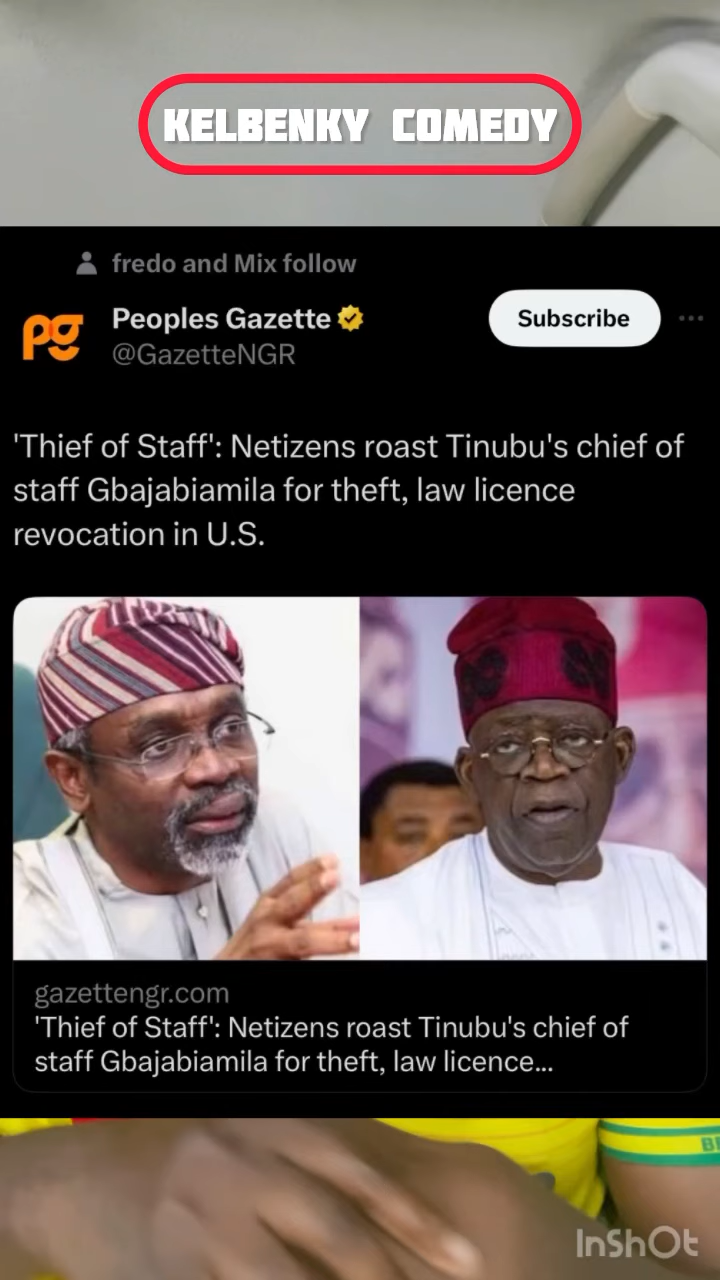 KELBENKY COMEDY
fredo and Mix follow
pg
Peoples Gazette
@GazetteNGR
Subscribe
'Thief of Staff': Netizens roast Tinubu's chief of
staff Gbajabiamila for theft, law licence
revocation in U.S.
gazettengr.com
'Thief of Staff': Netizens roast Tinubu's chief of
staff Gbajabiamila for theft, law licence...
InShOt